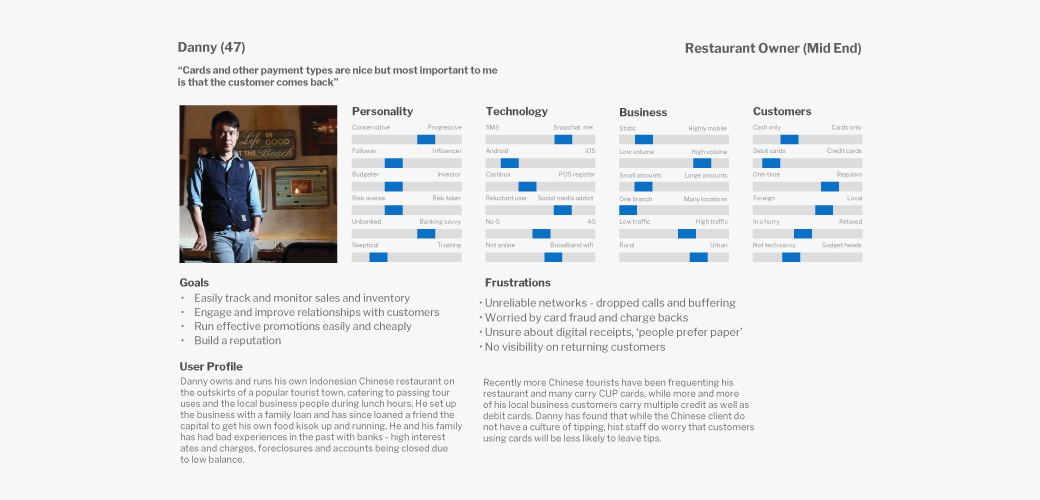 Danny (47)
Restaurant Owner (Mid End)
“Cards and other payment types are nice but most important to me
is that the customer comes back”
Life IS GOOD
AT THE Beach
Personality
Conservative Progressive
Follower Influencer
Budgeter Investor
Risk averse Risk taker
Unbanked Banking savvy
Skeptical Trusting
Technology
SMS Snapchat me.
Android iOS
Cashbox POS register
Reluctant user Social media addict
No G 4G
Not online Broadband wifi
Business
Static Highly mobile
Low volume High volume
Small amounts Large amounts
One branch Many locations
Low traffic High traffic
Rural Urban
Customers
Cash only Cards only
Debit cards Credit cards
One-time Regulars
Foreign Local
In a hurry Relaxed
Not tech savvy Gadget heads
Goals
• Easily track and monitor sales and inventory
• Engage and improve relationships with customers
• Run effective promotions easily and cheaply
• Build a reputation
Frustrations
• Unreliable networks - dropped calls and buffering
• Worried by card fraud and charge backs
• Unsure about digital receipts, ‘people prefer paper’
• No visibility on returning customers
User Profile
Danny owns and runs his own Indonesian Chinese restaurant on
the outskirts of a popular tourist town, catering to passing tour
uses and the local business people during lunch hours. He set up
the business with a family loan and has since loaned a friend the
capital to get his own food kisok up and running. He and his family
has had bad experiences in the past with banks - high interest
ates and charges, foreclosures and accounts being closed due
to low balance.
Recently more Chinese tourists have been frequenting his
restaurant and many carry CUP cards, while more and more
of his local business customers carry multiple credit as well as
debit cards. Danny has found that while the Chinese client do
not have a culture of tipping, hist staff do worry that customers
using cards will be less likely to leave tips.